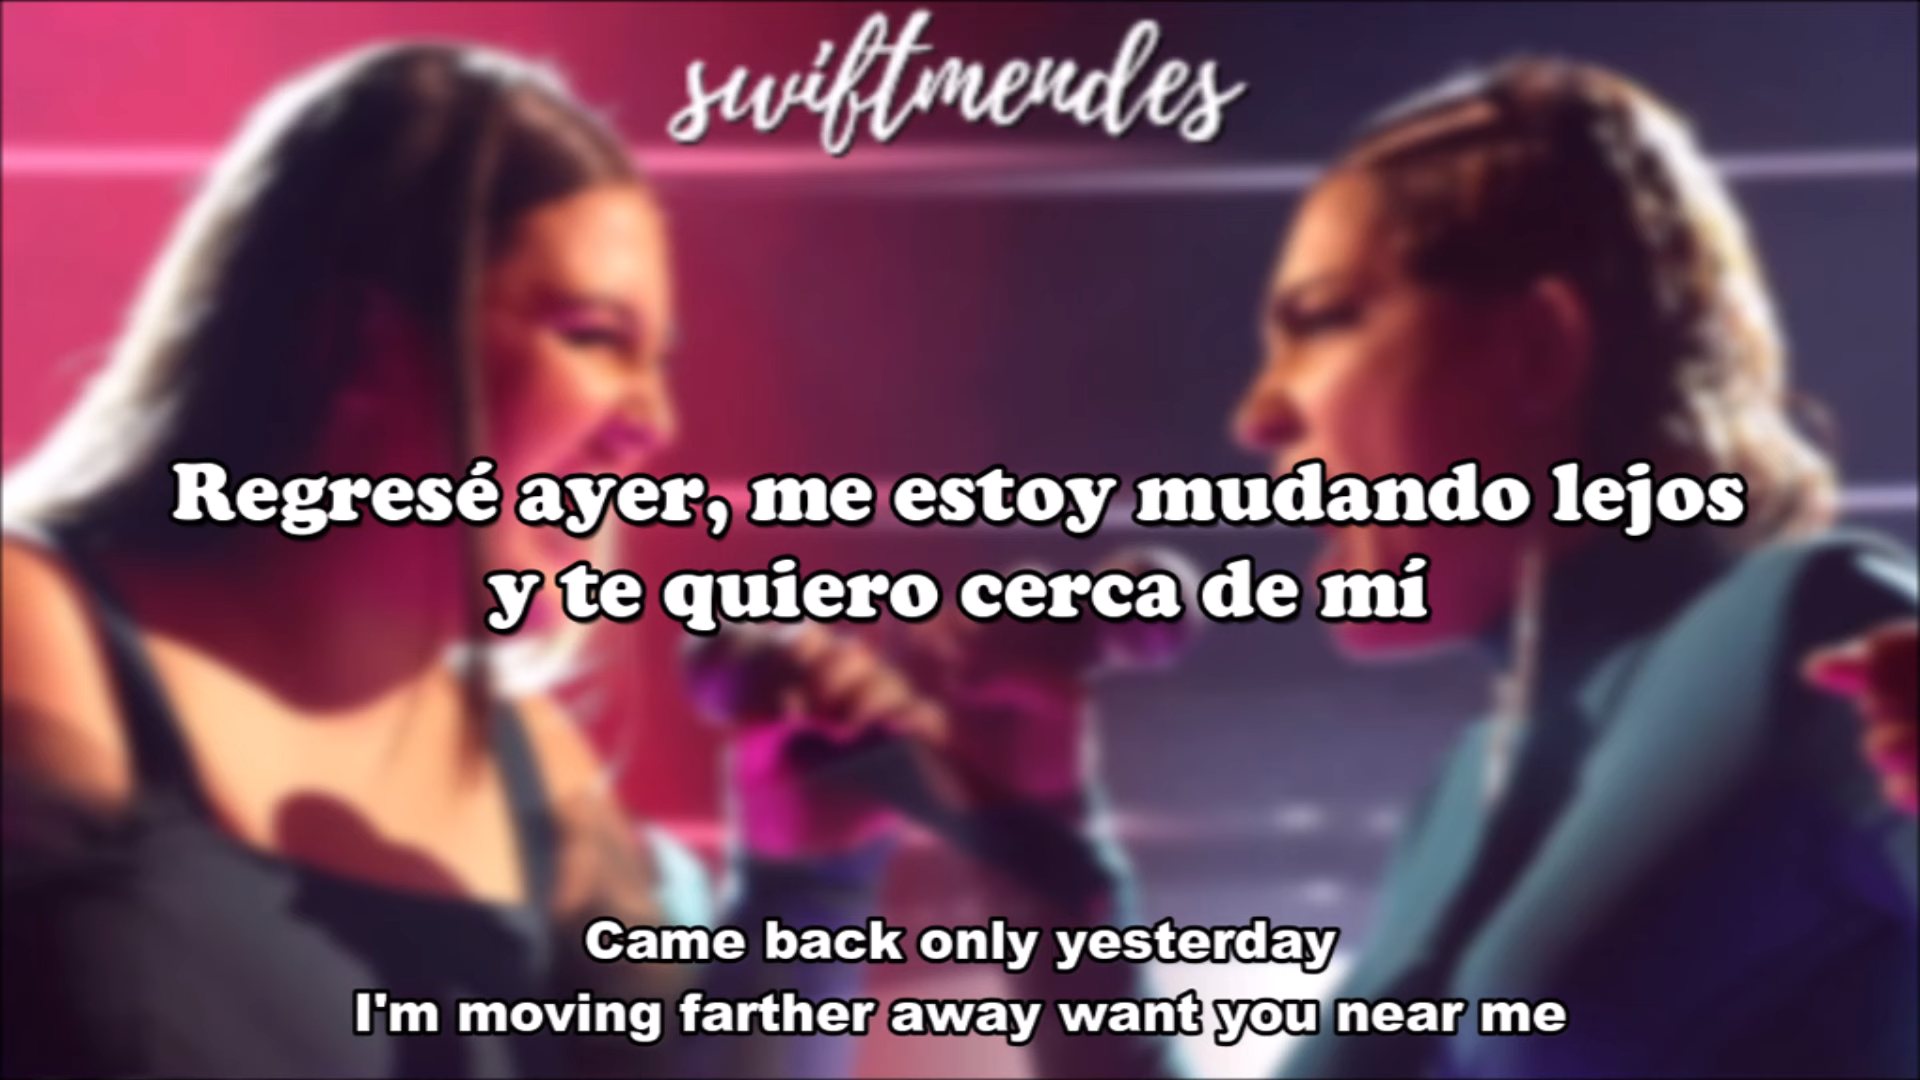 swiftmendes
Regresé ayer, me estoy mudando lejos
y te quiero cerca de mí
Came back only yesterday
I'm moving farther away want you near me